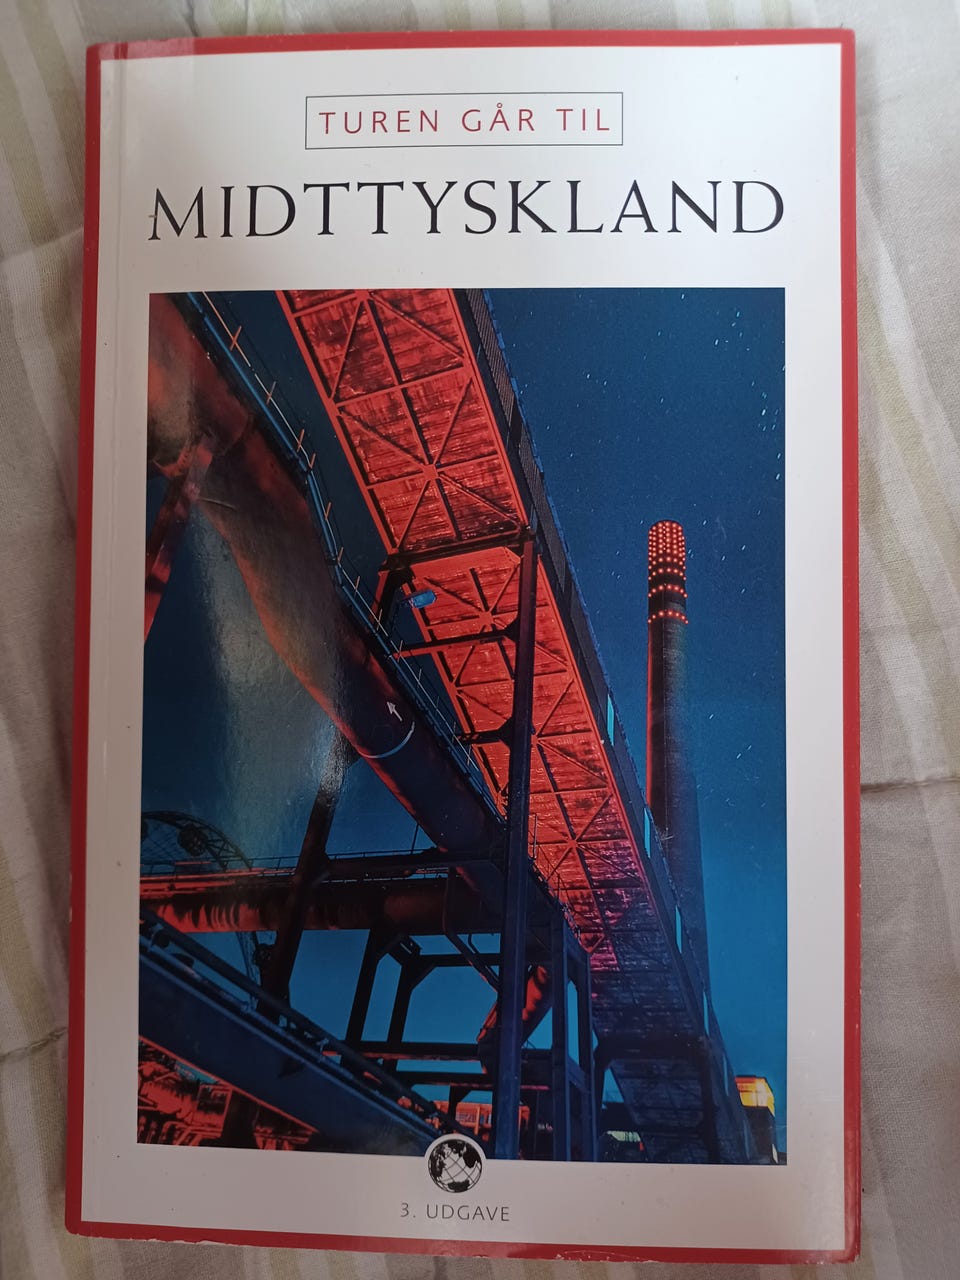 TUREN GÅR TIL
MIDTTYSKLAND
3. UDGAVE